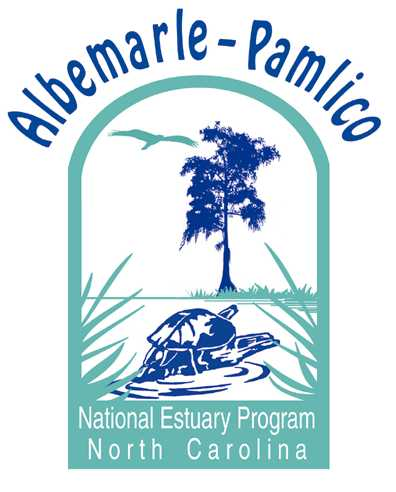 Albemarle-Pamlico
National Estuary Program
North Carolina